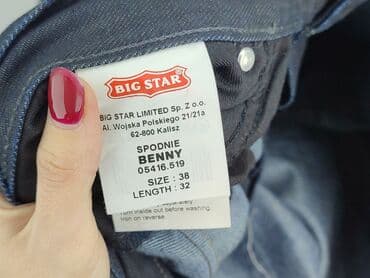 BIG STAR
BIG STAR LIMITED Sp. Z o.o.
Al. Wojska Polskiego 21/21a
62-800 Kalisz
SPODNIE
BENNY
05416.519
SIZE : 38
LENGTH : 32
separately
Turn inside out before washing,
iron on reverse.